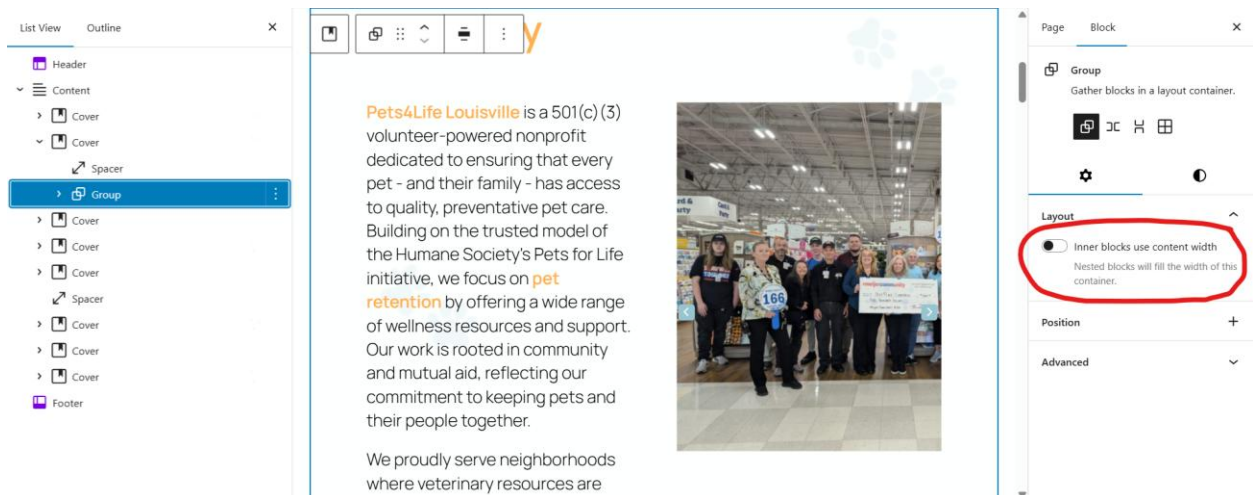 List View
Outline
Header
Content
Cover
Cover
Spacer
Group
Cover
Cover
Cover
Spacer
Cover
Cover
Cover
Footer
y
Pets4Life Louisville is a 501(c)(3)
volunteer-powered nonprofit
dedicated to ensuring that every
pet - and their family - has access
to quality, preventative pet care.
Building on the trusted model of
the Humane Society's Pets for Life
initiative, we focus on pet
retention by offering a wide range
of wellness resources and support.
Our work is rooted in community
and mutual aid, reflecting our
commitment to keeping pets and
their people together.
We proudly serve neighborhoods
where veterinary resources are
166
Page
Block
Group
Gather blocks in a layout container.
Layout
Inner blocks use content width
Nested blocks will fill the width of this
container.
Position
Advanced